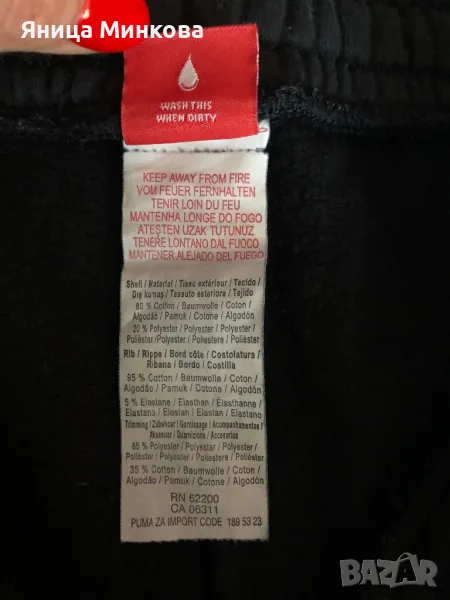 Яница Минкова
WASH THIS
WHEN DIRTY
KEEP AWAY FROM FIRE
VOM FEUER FERNHALTEN
TENIR LOIN DU FEU
MANTENHA LONGE DO FOGO
ATEŞTEN UZAK TUTUNUZ
TENERE LONTANO DAL FUOCO
MANTENER ALEJADO DEL FUEGO
Shell / Material / Tissu extérieur / Tecido /
Dış kumaş / Tessuto esteriore / Tejido
80 % Cotton / Baumwolle / Coton /
Algodão / Pamuk / Cotone / Algodón
20 % Polyester / Polyester / Polyester /
Poliéster / Polyester / Poliestere / Poliéster
Rib / Rippe / Bord côte / Costolatura /
Ribana / Bordo / Costilla
95 % Cotton / Baumwolle / Coton /
Algodão / Pamuk / Cotone / Algodón
5 % Elastane / Elasthan / Élasthanne /
Elastano / Elastan / Elastano / Elastano
Trimming / Zubehoer / Garnissage / Acompanhamentos /
Aksesuar / Guarnizione / Accesorios
65 % Polyester / Polyester / Polyester /
Poliéster / Polyester / Poliestere / Poliéster
35 % Cotton / Baumwolle / Coton /
Algodão / Pamuk / Cotone / Algodón
RN 62200
CA 06311
PUMA ZA IMPORT CODE 189 53 23
BAZAR